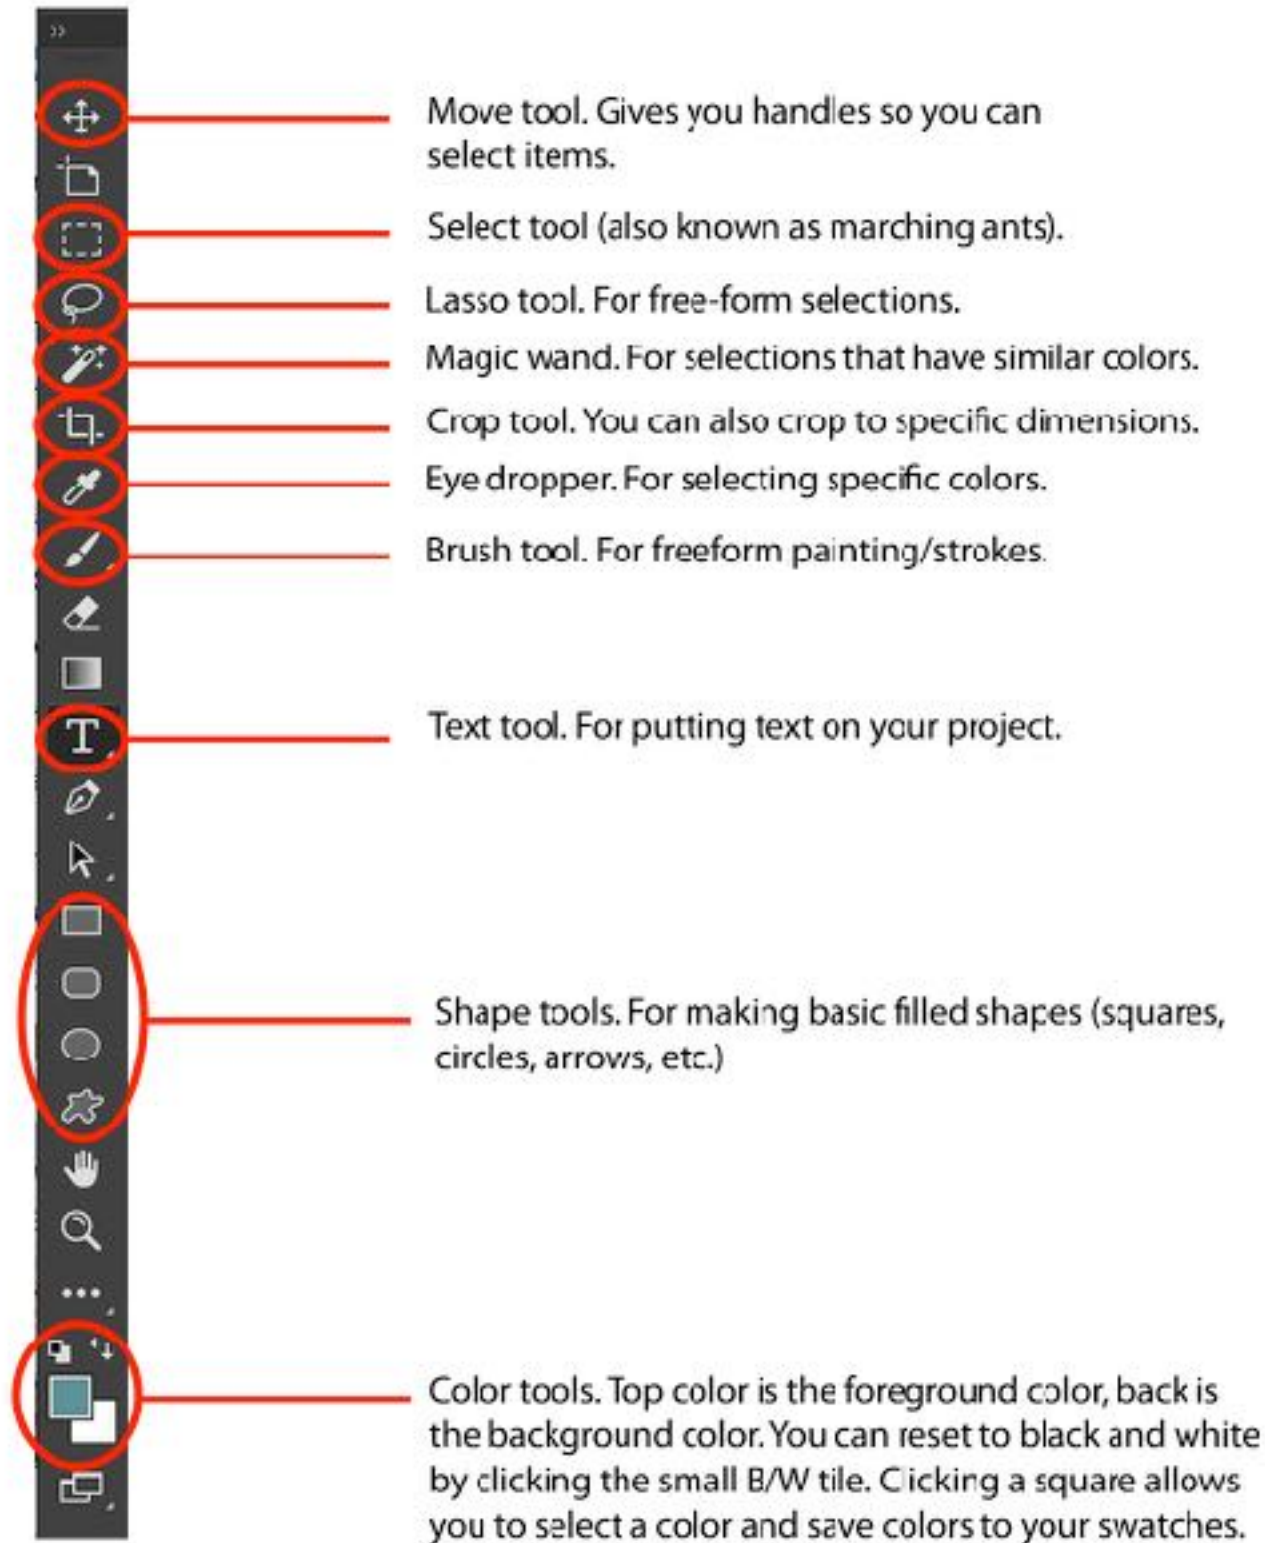 Move tool. Gives you handles so you can
select items.
Select tool (also known as marching ants).
Lasso tool. For free-form selections.
Magic wand. For selections that have similar colors.
Crop tool. You can also crop to specific dimensions.
Eye dropper. For selecting specific colors.
Brush tool. For freeform painting/strokes.
T
Text tool. For putting text on your project.
Shape tools. For making basic filled shapes (squares,
circles, arrows, etc.)
Color tools. Top color is the foreground color, back is
the background color. You can reset to black and white
by clicking the small B/W tile. Clicking a square allows
you to select a color and save colors to your swatches.